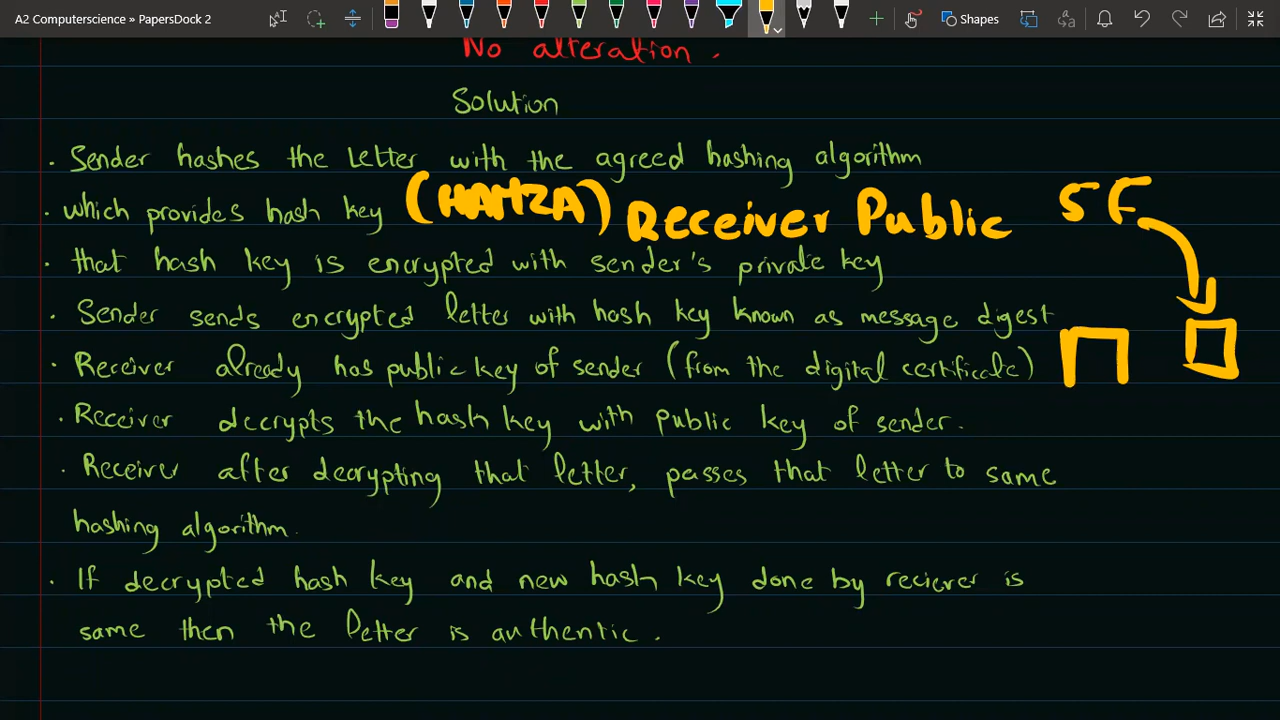 A2 Computerscience » PapersDock 2
Shapes
No alteration .
Solution
. Sender hashes the Letter with the agreed hashing algorithm
. which provides hash key (HAMZA) Receiver Public 5F
. that hash key is encrypted with sender's private key
. Sender sends encrypted letter with hash key known as message digest
. Receiver already has public key of sender (from the digital certificate)
. Receiver decrypts the hash key with public key of sender.
. Receiver after decrypting that letter, passes that letter to same
hashing algorithm.
. If decrypted hash key and new hash key done by reciever is
same then the letter is authentic .